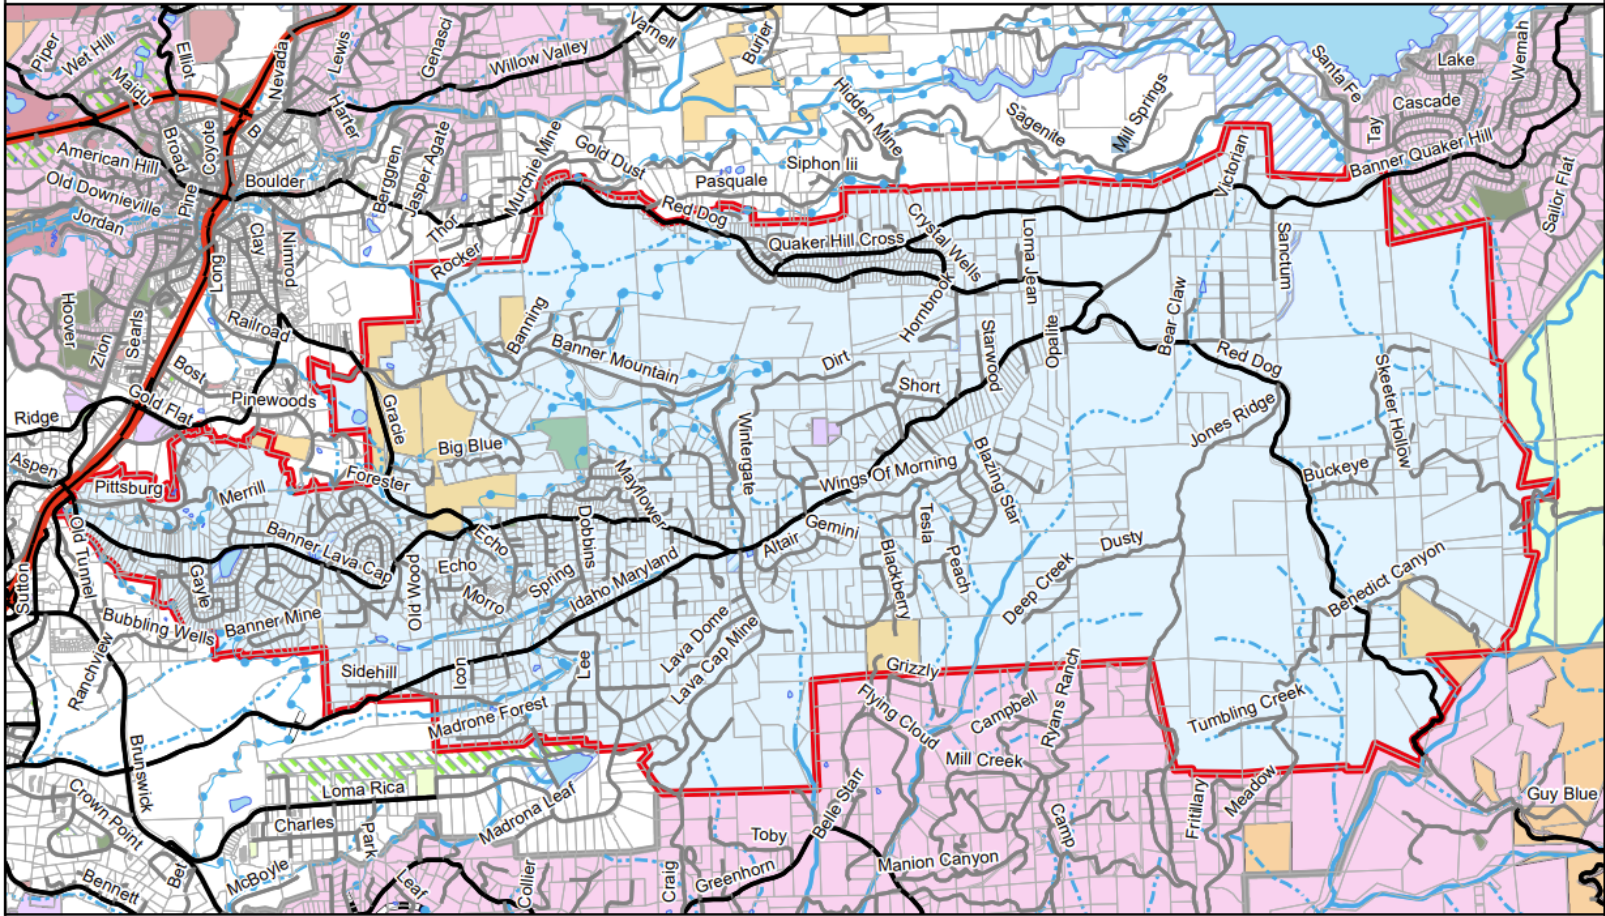 Piper
Wet Hill
Elliot
Maidu
Nevada
Lewis
Genasci
Willow Valley
Varnell
Burjer
Hidden Mine
Sagenite
Mill Springs
Santa Fe
Lake
Wemah
Cascade
Tay
Banner Quaker Hill
Sailor Flat
American Hill
Broad
Coyote
B
Harter
Old Downieville
Jordan
Pine
Boulder
Berggren
Jasper Agate
Murchie Mine
Gold Dust
Pasquale
Siphon Iii
Victorian
Thor
Rocker
Red Dog
Quaker Hill Cross
Crystal Wells
Loma Jean
Sanctum
Clay
Nimrod
Long
Hoover
Zion
Searls
Railroad
Bost
Gold Flat
Pinewoods
Ridge
Aspen
Pittsburg
Merrill
Gracie
Forester
Banning
Banner Mountain
Big Blue
Dirt
Hornbrook
Short
Starwood
Opalite
Bear Claw
Red Dog
Jones Ridge
Skeeter Hollow
Buckeye
Wintergate
Wings Of Morning
Blazing Star
Mayflower
Dobbins
Echo
Echo
Banner Lava Cap
Old Tunnel
Sutton
Gayle
Bubbling Wells
Banner Mine
Old Wood
Morro
Spring
Idaho Maryland
Altair
Gemini
Tesla
Peach
Blackberry
Deep Creek
Dusty
Benedict Canyon
Ranchview
Sidehill
Icon
Lee
Lava Dome
Lava Cap Mine
Madrone Forest
Grizzly
Flying Cloud
Campbell
Ryans Ranch
Tumbling Creek
Mill Creek
Brunswick
Crown Point
Loma Rica
Charles
Park
Madrona Leaf
Bet
McBoyle
Bennett
Leaf
Collier
Craig
Toby
Greenhorn
Belle Starr
Manion Canyon
Camp
Fritillary
Meadow
Guy Blue